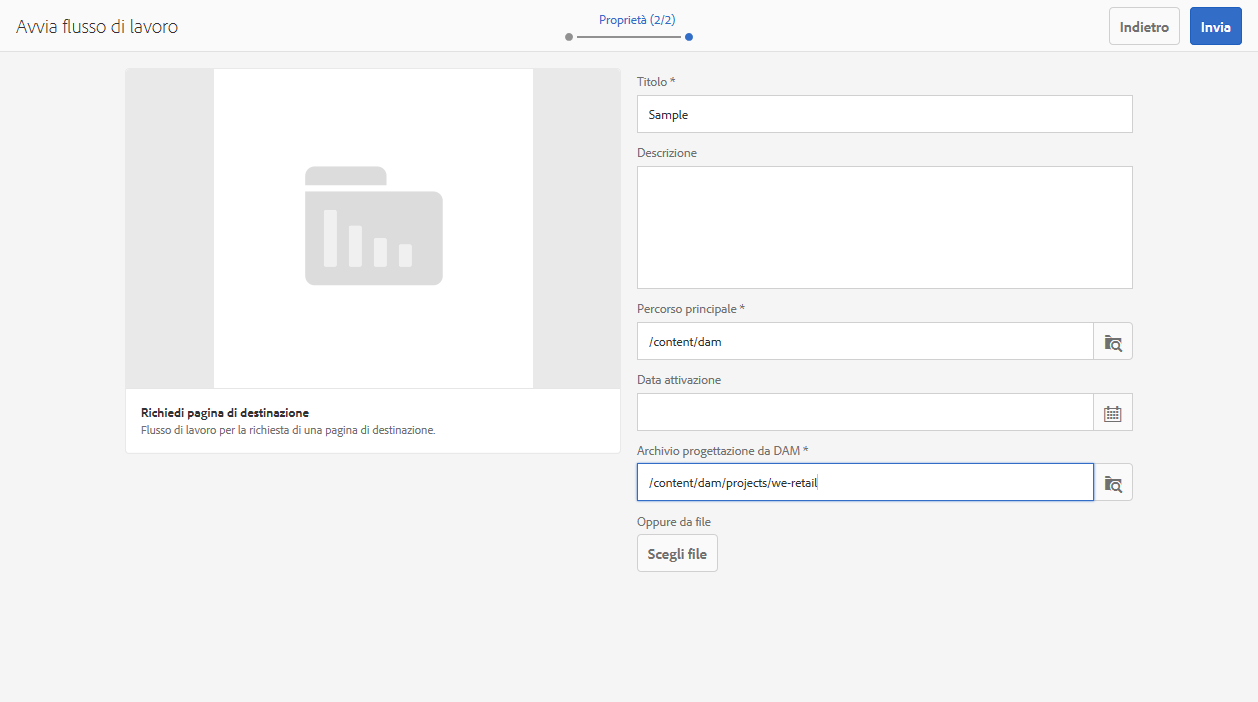 Avvia flusso di lavoro
Proprietà (2/2)
Indietro
Invia
Richiedi pagina di destinazione
Flusso di lavoro per la richiesta di una pagina di destinazione.
Titolo *
Sample
Descrizione
Percorso principale *
/content/dam
Data attivazione
Archivio progettazione da DAM *
/content/dam/projects/we-retail
Oppure da file
Scegli file